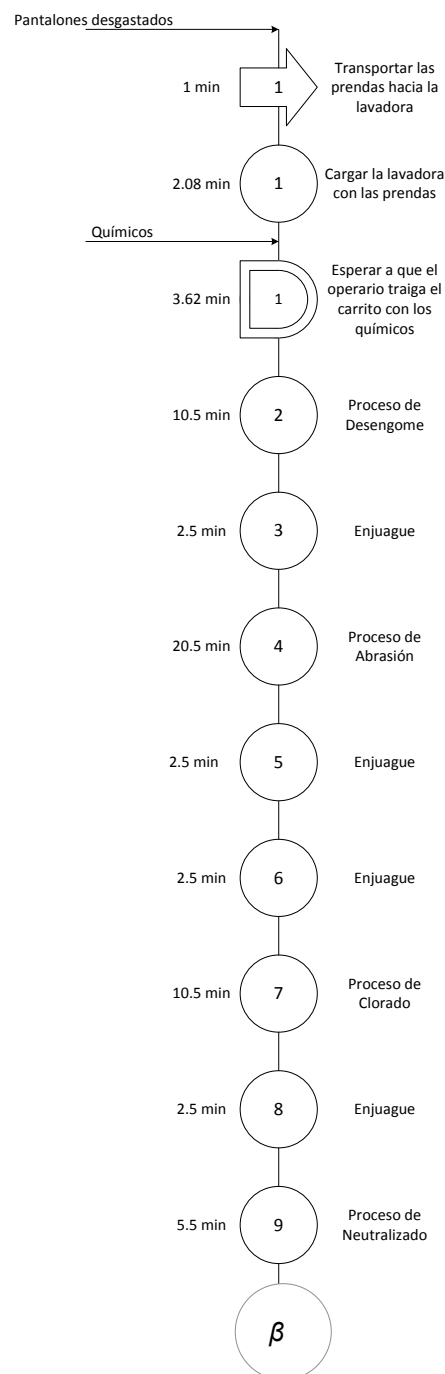 Pantalones desgastados
1 min
1
Transportar las
prendas hacia la
lavadora
2.08 min
1
Cargar la lavadora
con las prendas
Químicos
3.62 min
1
Esperar a que el
operario traiga el
carrito con los
químicos
10.5 min
2
Proceso de
Desengome
2.5 min
3
Enjuague
20.5 min
4
Proceso de
Abrasión
2.5 min
5
Enjuague
2.5 min
6
Enjuague
10.5 min
7
Proceso de
Clorado
2.5 min
8
Enjuague
5.5 min
9
Proceso de
Neutralizado
β